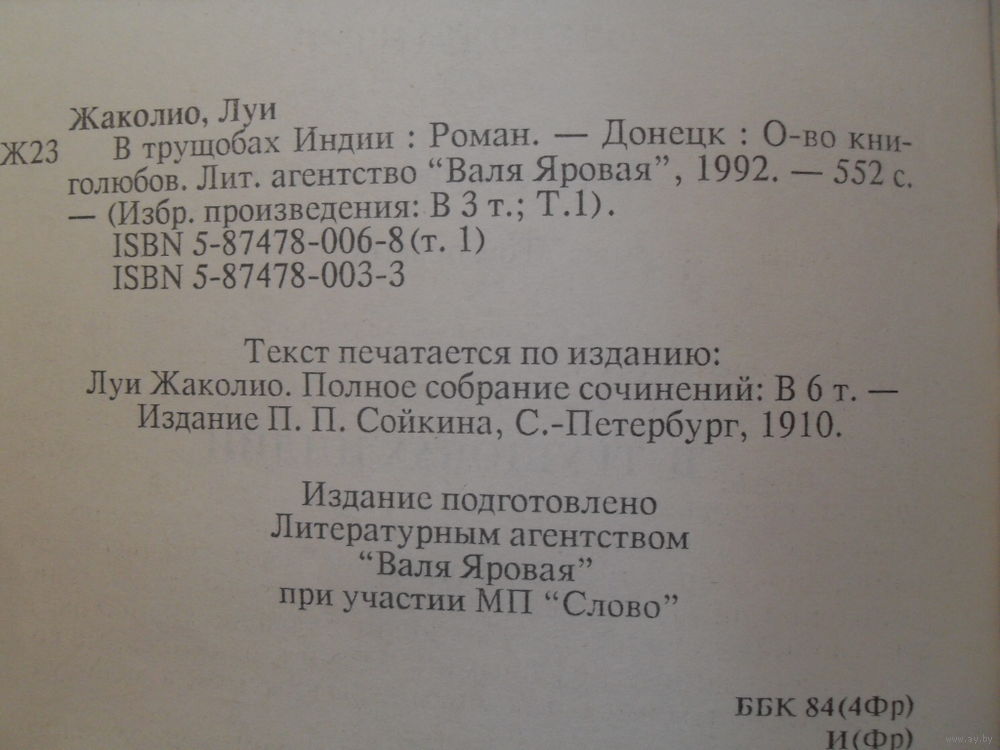 Жаколио, Луи
Ж23 В трущобах Индии : Роман. — Донецк : О-во кни-
голюбов. Лит. агентство “Валя Яровая”, 1992. — 552 с.
— (Избр. произведения: В 3 т.; Т.1).
ISBN 5-87478-006-8 (т. 1)
ISBN 5-87478-003-3
Текст печатается по изданию:
Луи Жаколио. Полное собрание сочинений: В 6 т. —
Издание П. П. Сойкина, С.-Петербург, 1910.
Издание подготовлено
Литературным агентством
“Валя Яровая”
при участии МП “Слово”
ББК 84(4Фр)
И(Фр)
www.ay.by